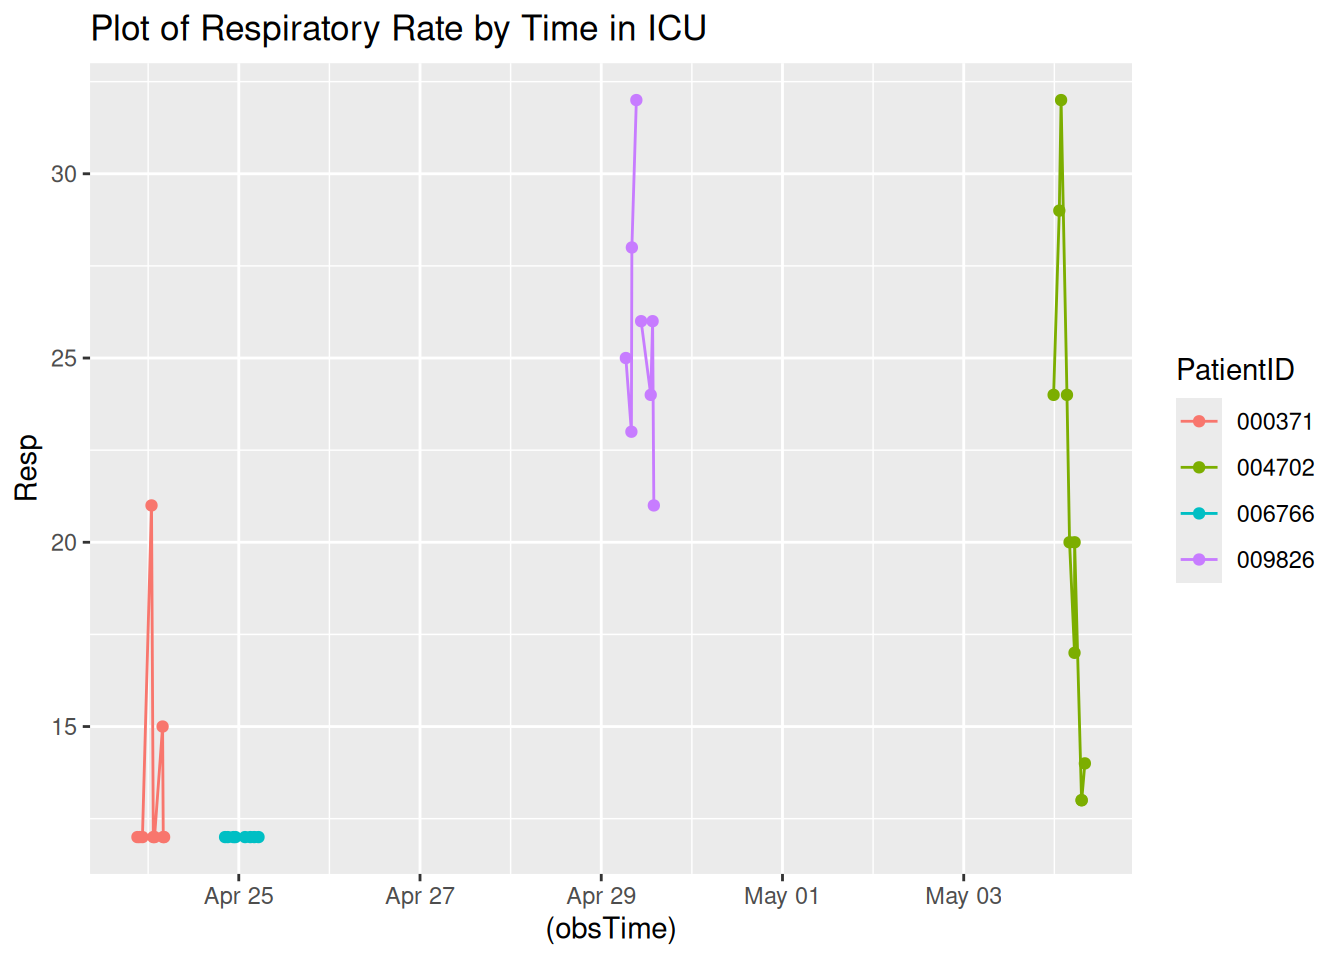 Plot of Respiratory Rate by Time in ICU
30
25
20
15
Resp
Apr 25
Apr 27
Apr 29
May 01
May 03
(obsTime)
PatientID
000371
004702
006766
009826